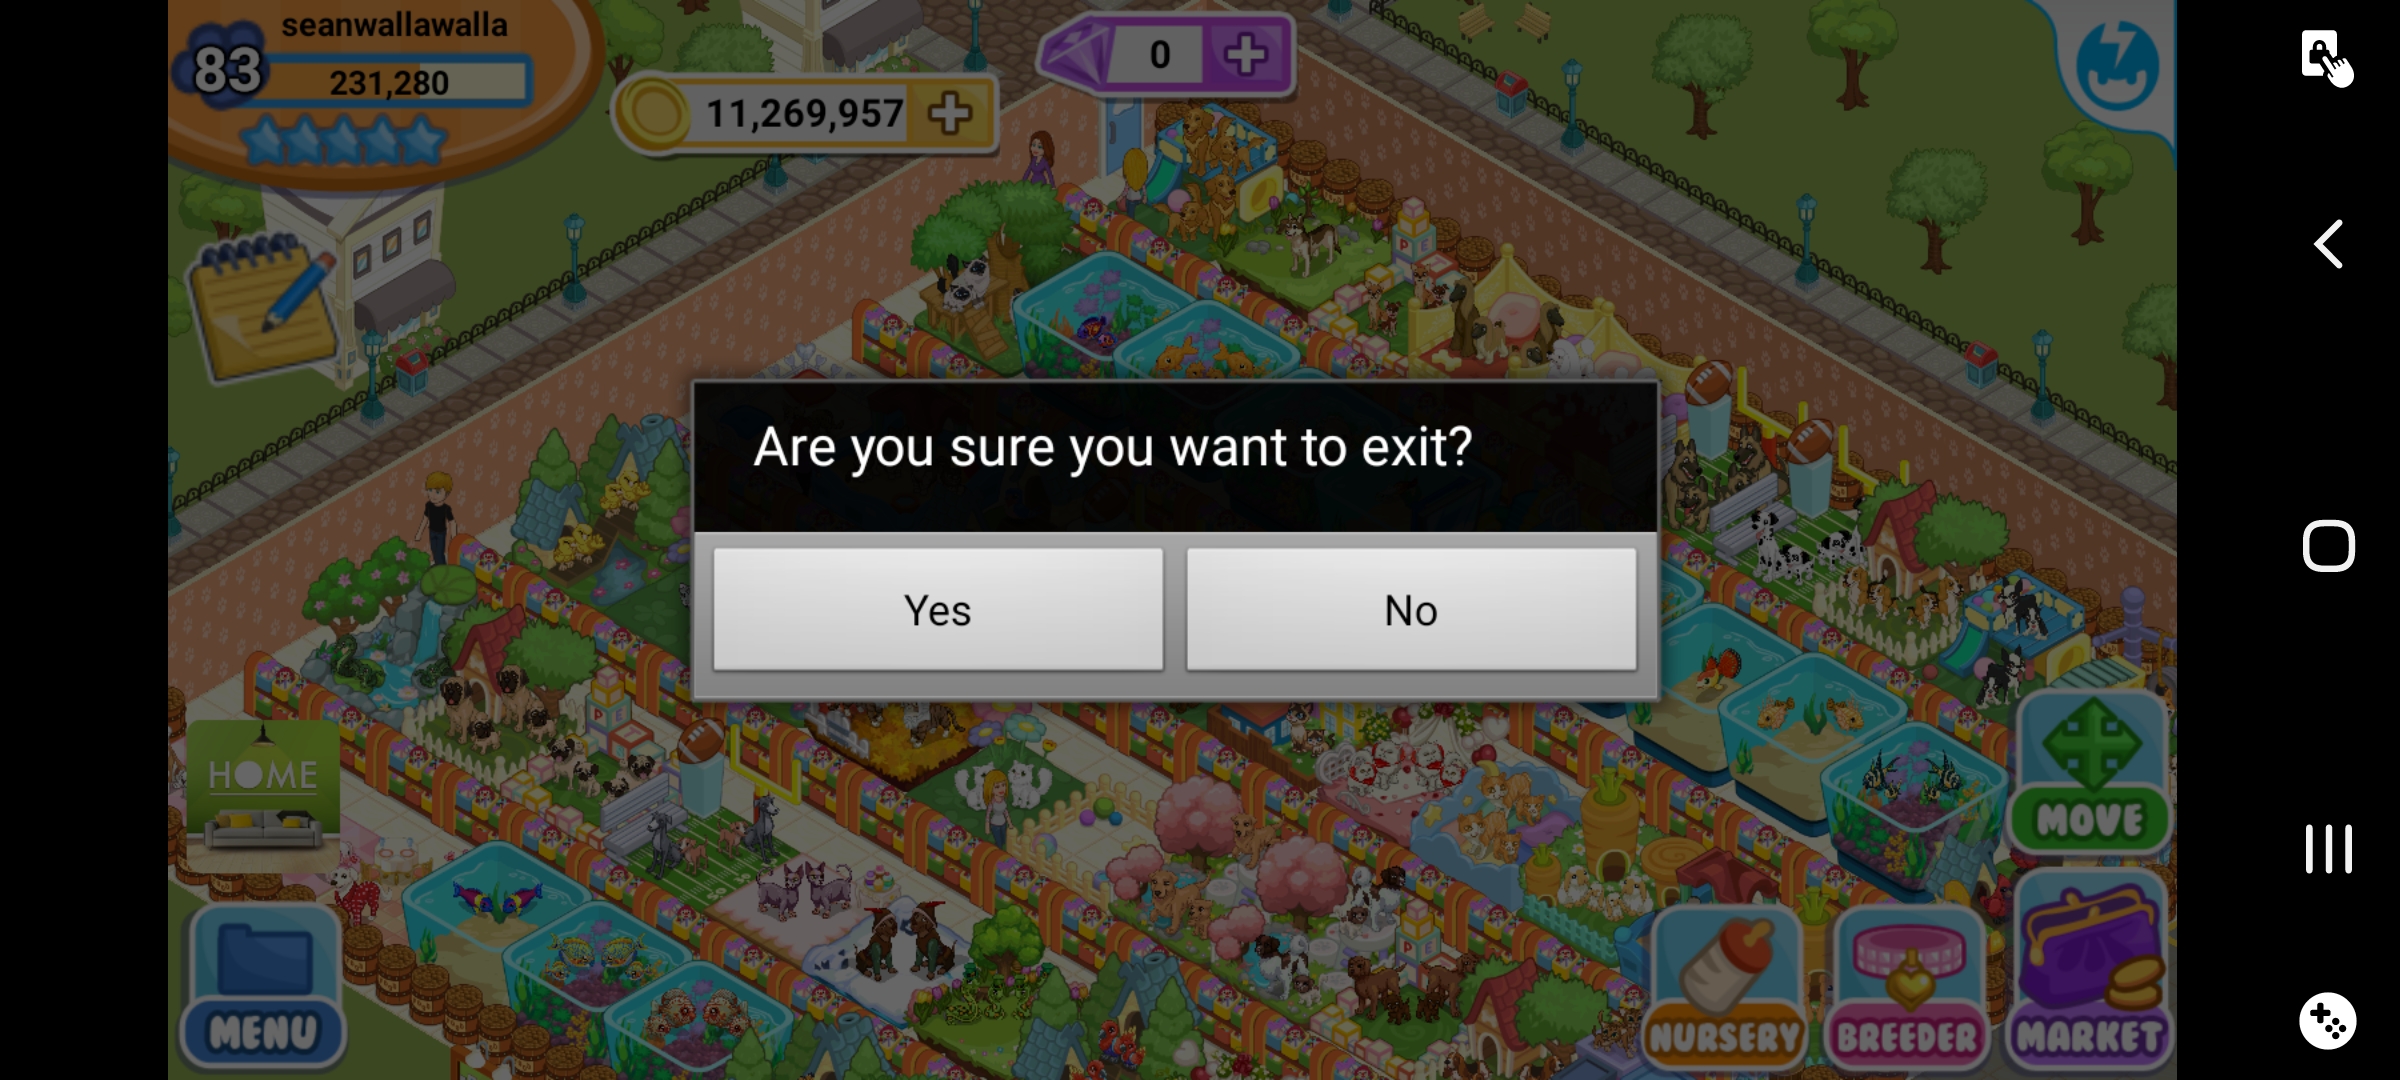 seanwallawalla
83
231,280
11,269,957
0
Are you sure you want to exit?
Yes
No
HOME
MOVE
MENU
NURSERY
BREEDER
MARKET